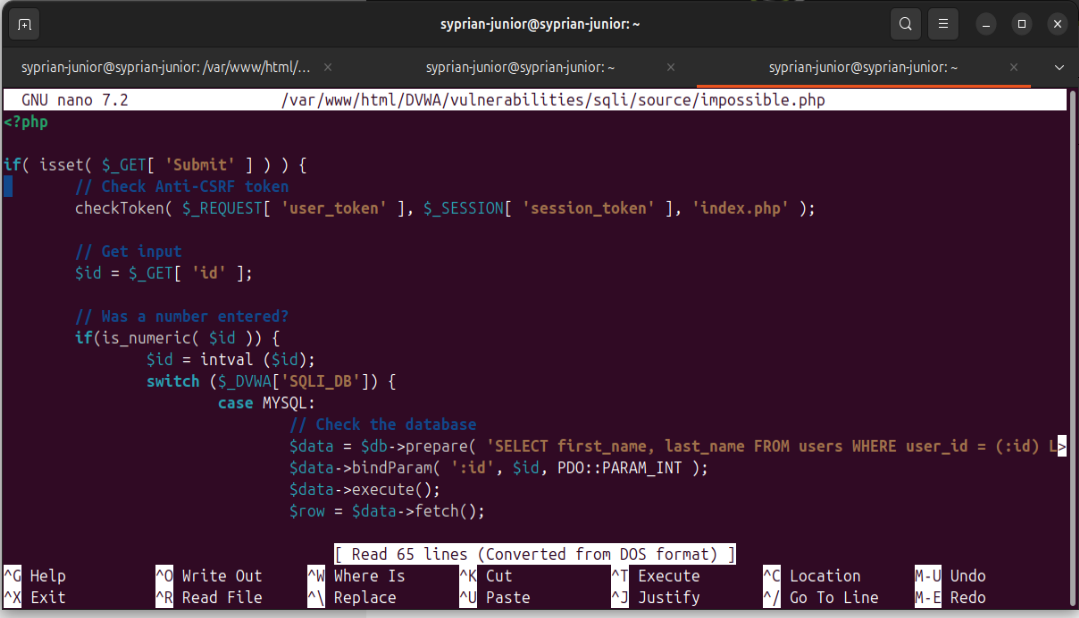 syprian-junior@syprian-junior: ~
syprian-junior@syprian-junior: /var/www/html/... × syprian-junior@syprian-junior: ~ × syprian-junior@syprian-junior: ~ ×
GNU nano 7.2 /var/www/html/DVWA/vulnerabilities/sqli/source/impossible.php
<?php
if( isset( $_GET[ 'Submit' ] ) ) {
        // Check Anti-CSRF token
        checkToken( $_REQUEST[ 'user_token' ], $_SESSION[ 'session_token' ], 'index.php' );
        // Get input
        $id = $_GET[ 'id' ];
        // Was a number entered?
        if(is_numeric( $id )) {
                $id = intval ($id);
                switch ($_DVWA['SQLI_DB']) {
                        case MYSQL:
                                // Check the database
                                $data = $db->prepare( 'SELECT first_name, last_name FROM users WHERE user_id = (:id) L>
                                $data->bindParam( ':id', $id, PDO::PARAM_INT );
                                $data->execute();
                                $row = $data->fetch();
[ Read 65 lines (Converted from DOS format) ]
^G Help ^O Write Out ^W Where Is ^K Cut ^T Execute ^C Location M-U Undo
^X Exit ^R Read File ^\ Replace ^U Paste ^J Justify ^/ Go To Line M-E Redo